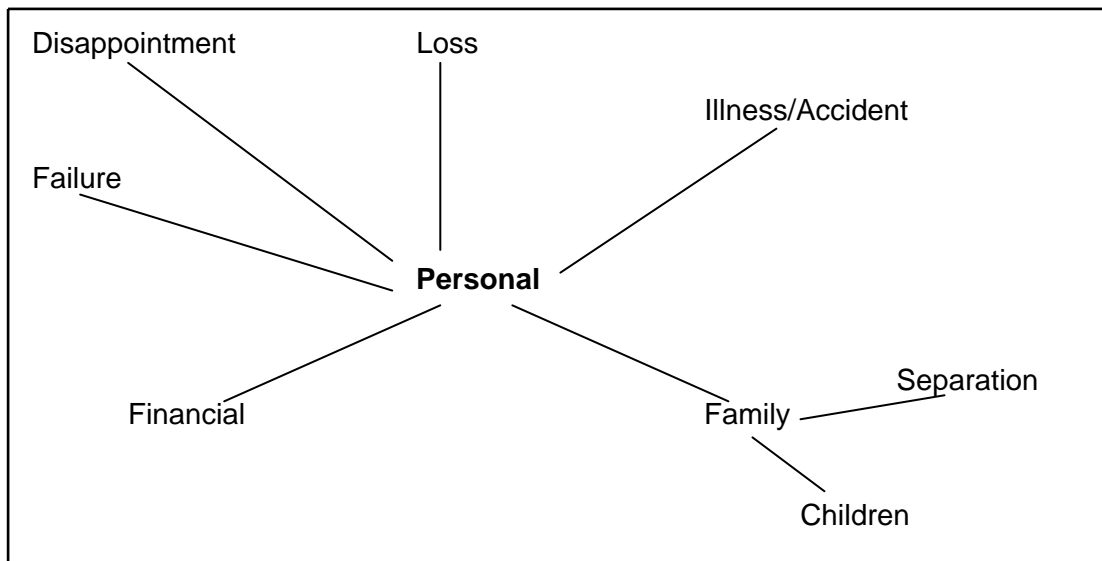 Disappointment
Loss
Illness/Accident
Failure
Personal
Separation
Financial
Family
Children